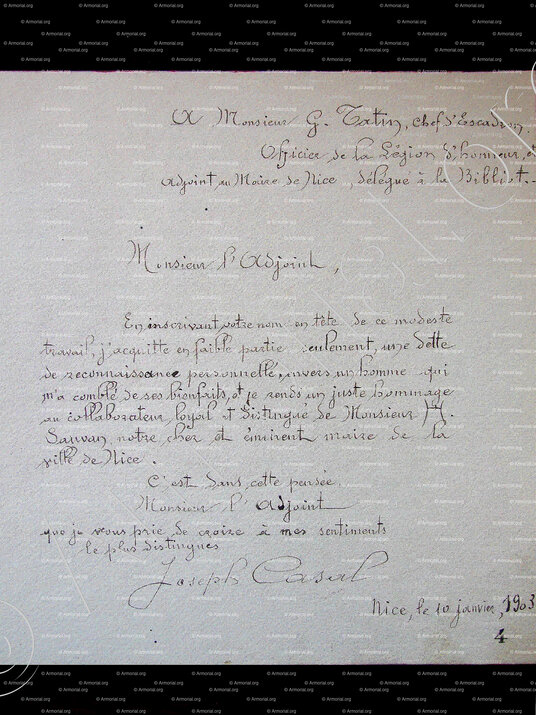 A Monsieur G. Tatin, Chef d'Escadron,
Officier de la Légion d'honneur, et
Adjoint au Maire de Nice, délégué à la Bibliot.
Monsieur l'Adjoint,
En inscrivant votre nom en tête de ce modeste
travail, j'acquitte en faible partie seulement, une dette
de reconnaissance personnelle, envers un homme qui
m'a comblé de ses bienfaits, et je rends un juste hommage
au collaborateur loyal et distingué de Monsieur H.
Sauvan notre cher et éminent maire de la
ville de Nice.
C'est dans cette pensée,
Monsieur l'Adjoint
que je vous prie de croire à mes sentiments
le plus distingués
Joseph Casal
Nice, le 10 janvier, 1903
4
© Armorial.org